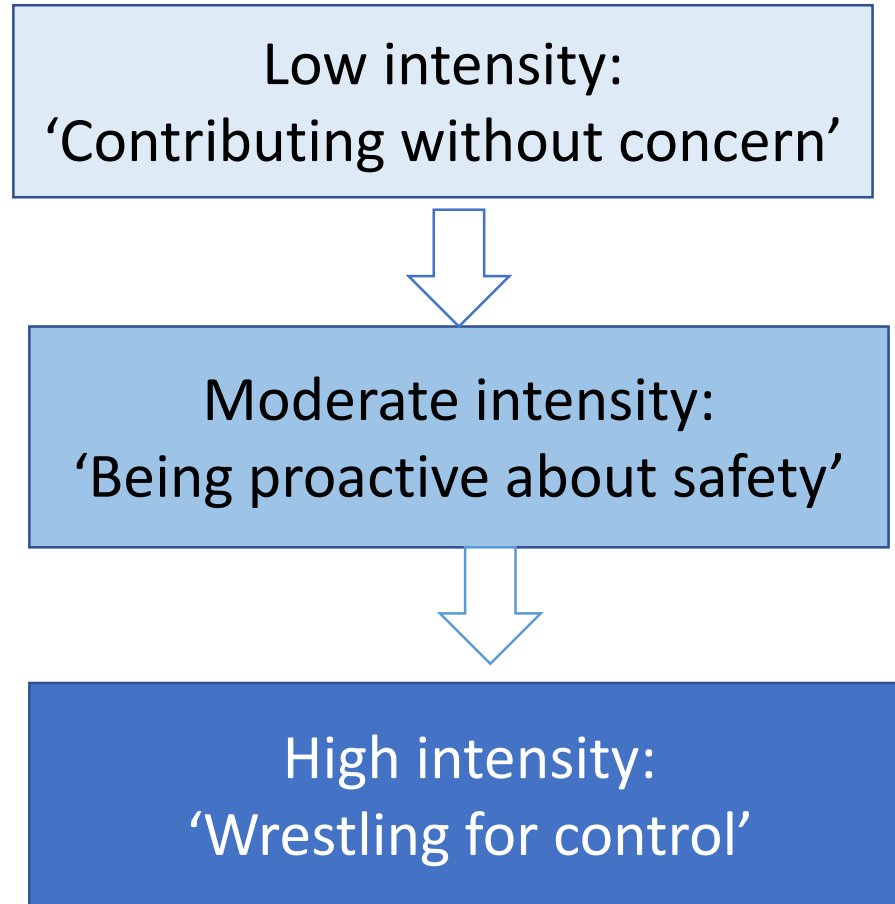 Low intensity:
‘Contributing without concern’
Moderate intensity:
‘Being proactive about safety’
High intensity:
‘Wrestling for control’